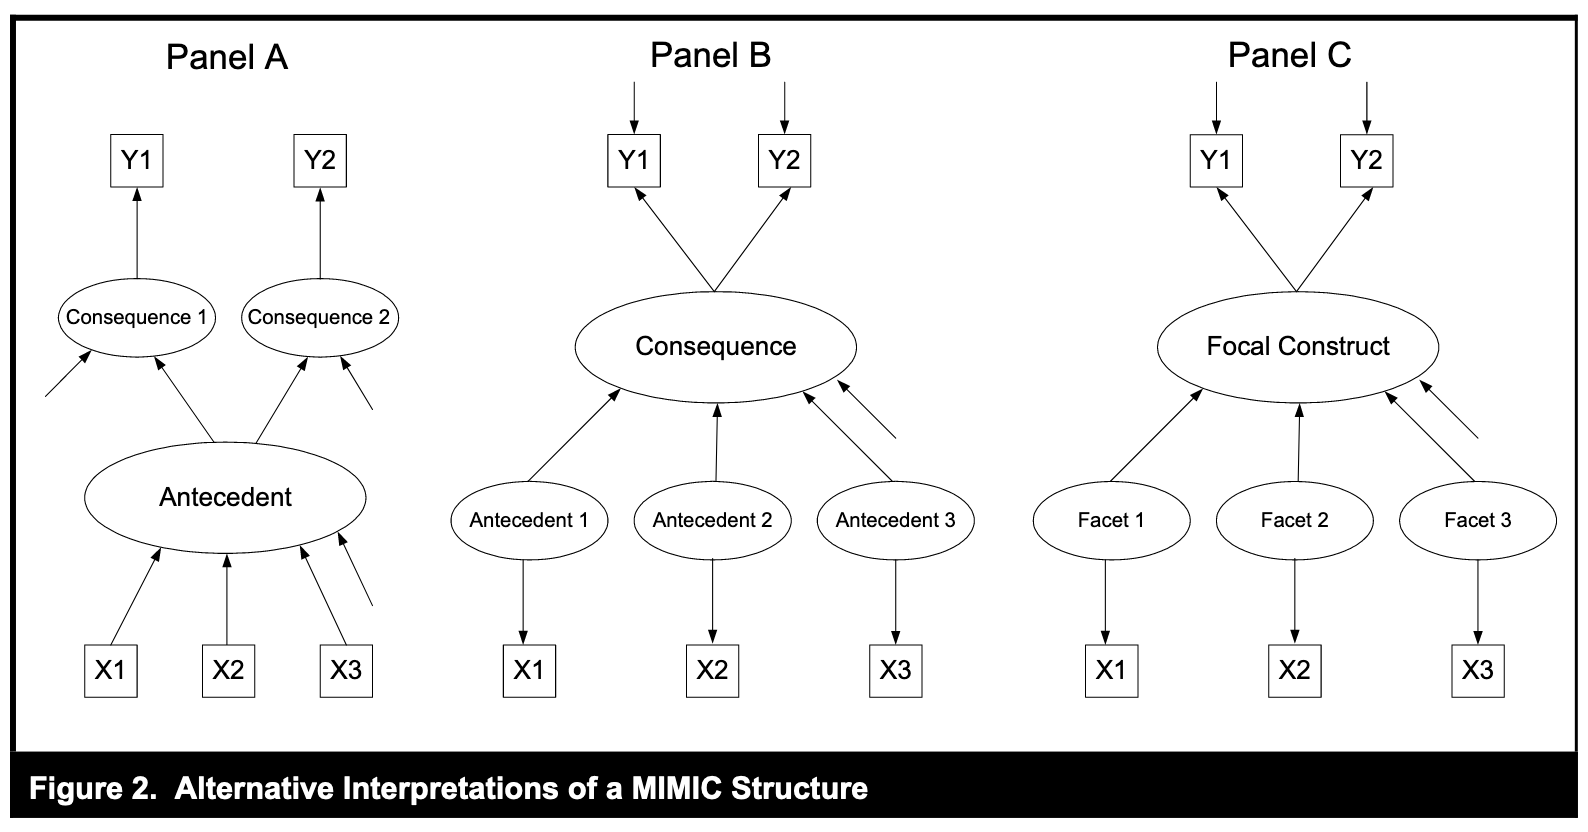 Panel A
Panel B
Panel C
Y1
Y2
Y1
Y2
Y1
Y2
Consequence 1
Consequence 2
Consequence
Focal Construct
Antecedent
Antecedent 1
Antecedent 2
Antecedent 3
Facet 1
Facet 2
Facet 3
X1
X2
X3
X1
X2
X3
X1
X2
X3
Figure 2. Alternative Interpretations of a MIMIC Structure